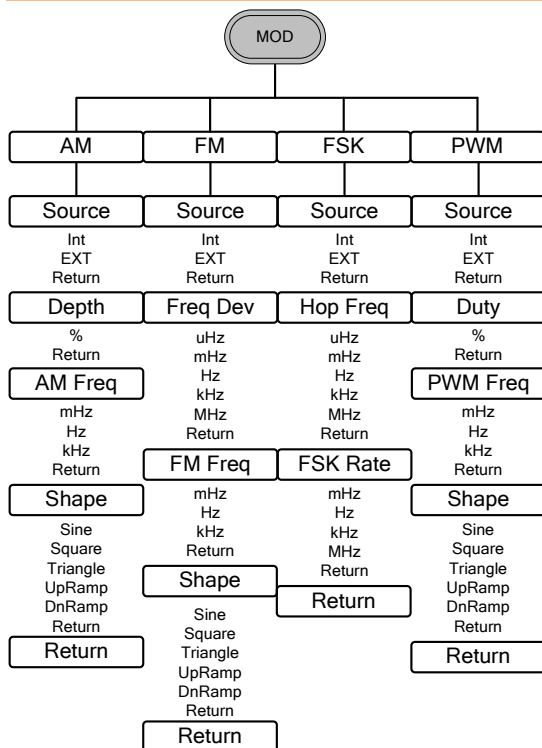 MOD
AM
FM
FSK
PWM
Source
Int
EXT
Return
Depth
%
Return
AM Freq
mHz
Hz
kHz
Return
Shape
Sine
Square
Triangle
UpRamp
DnRamp
Return
Return
Source
Int
EXT
Return
Freq Dev
uHz
mHz
Hz
kHz
MHz
Return
FM Freq
mHz
Hz
kHz
Return
Shape
Sine
Square
Triangle
UpRamp
DnRamp
Return
Return
Source
Int
EXT
Return
Hop Freq
uHz
mHz
Hz
kHz
MHz
Return
FSK Rate
mHz
Hz
kHz
MHz
Return
Return
Source
Int
EXT
Return
Duty
%
Return
PWM Freq
mHz
Hz
kHz
Return
Shape
Sine
Square
Triangle
UpRamp
DnRamp
Return
Return